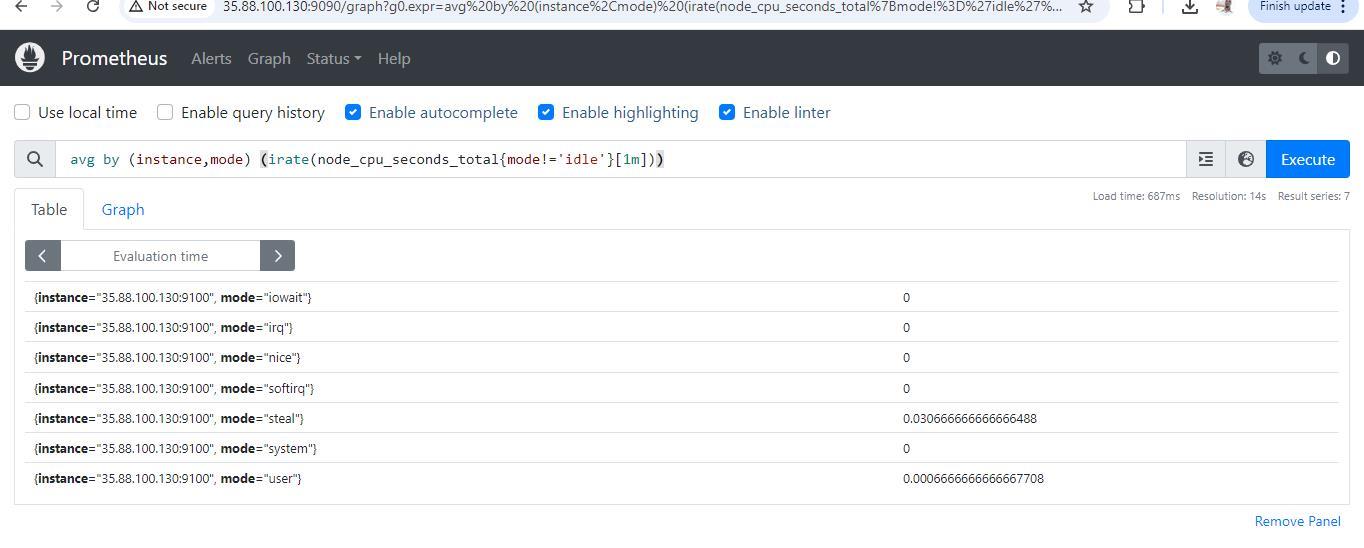 Not secure 35.88.100.130:9090/graph?g0.expr=avg%20by%20(instance%2Cmode)%20(irate(node_cpu_seconds_total%7Bmode!%3D%27idle%27%... Finish update
Prometheus Alerts Graph Status Help
Use local time Enable query history Enable autocomplete Enable highlighting Enable linter
avg by (instance,mode) (irate(node_cpu_seconds_total{mode!='idle'}[1m])) Execute
Load time: 687ms Resolution: 14s Result series: 7
Table Graph
Evaluation time
{instance="35.88.100.130:9100", mode="iowait"} 0
{instance="35.88.100.130:9100", mode="irq"} 0
{instance="35.88.100.130:9100", mode="nice"} 0
{instance="35.88.100.130:9100", mode="softirq"} 0
{instance="35.88.100.130:9100", mode="steal"} 0.030666666666666488
{instance="35.88.100.130:9100", mode="system"} 0
{instance="35.88.100.130:9100", mode="user"} 0.0006666666666667708
Remove Panel